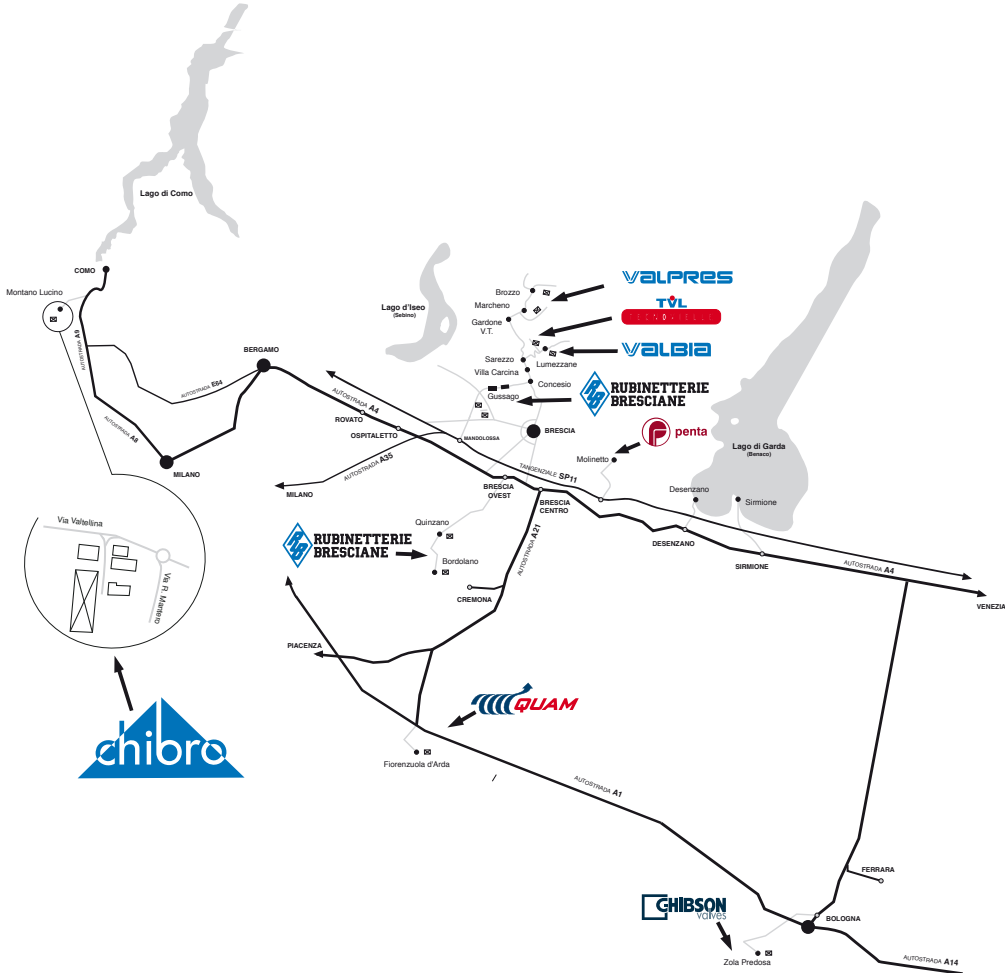 Lago di Como
COMO
Montano Lucino
AUTOSTRADA A9
AUTOSTRADA E64
AUTOSTRADA A8
BERGAMO
MILANO
Lago d'Iseo
(Sebino)
Brozzo
Marcheno
Gardone
V.T.
Sarezzo
Lumezzane
Villa Carcina
Concesio
Gussago
VALPRES
TVL
VALBIA
RB
RUBINETTERIE
BRESCIANE
penta
Lago di Garda
(Benaco)
AUTOSTRADA A4
ROVATO
OSPITALETTO
MANDOLOSSA
BRESCIA
Molinetto
AUTOSTRADA A35
MILANO
TANGENZIALE SP11
BRESCIA
OVEST
BRESCIA
CENTRO
Desenzano
Sirmione
DESENZANO
SIRMIONE
AUTOSTRADA A4
VENEZIA
Via Valtellina
Via R. Mantero
RB
RUBINETTERIE
BRESCIANE
Quinzano
Bordolano
AUTOSTRADA A21
CREMONA
PIACENZA
chibro
QUAM
Fiorenzuola d'Arda
AUTOSTRADA A1
FERRARA
GHIBSON
valves
BOLOGNA
Zola Predosa
AUTOSTRADA A14